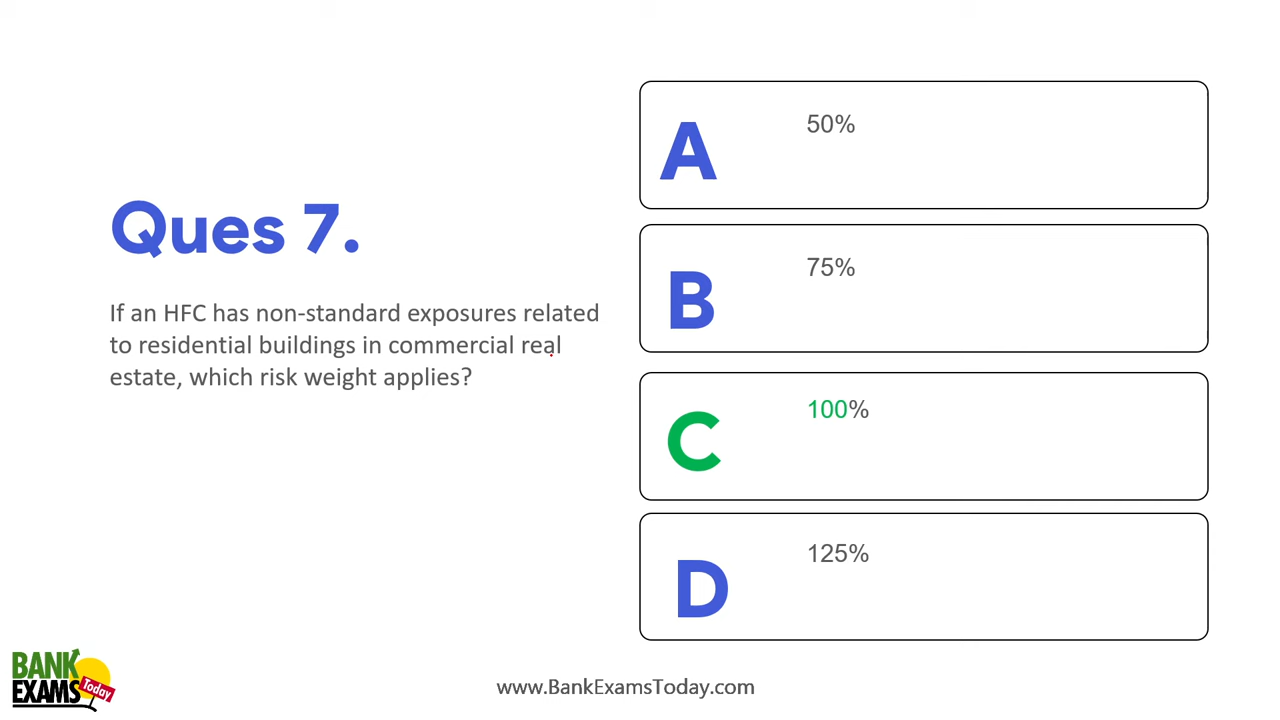 Ques 7.
If an HFC has non-standard exposures related
to residential buildings in commercial real
estate, which risk weight applies?
A
50%
B
75%
C
100%
D
125%
BANK
EXAMS
Today
www.BankExamsToday.com